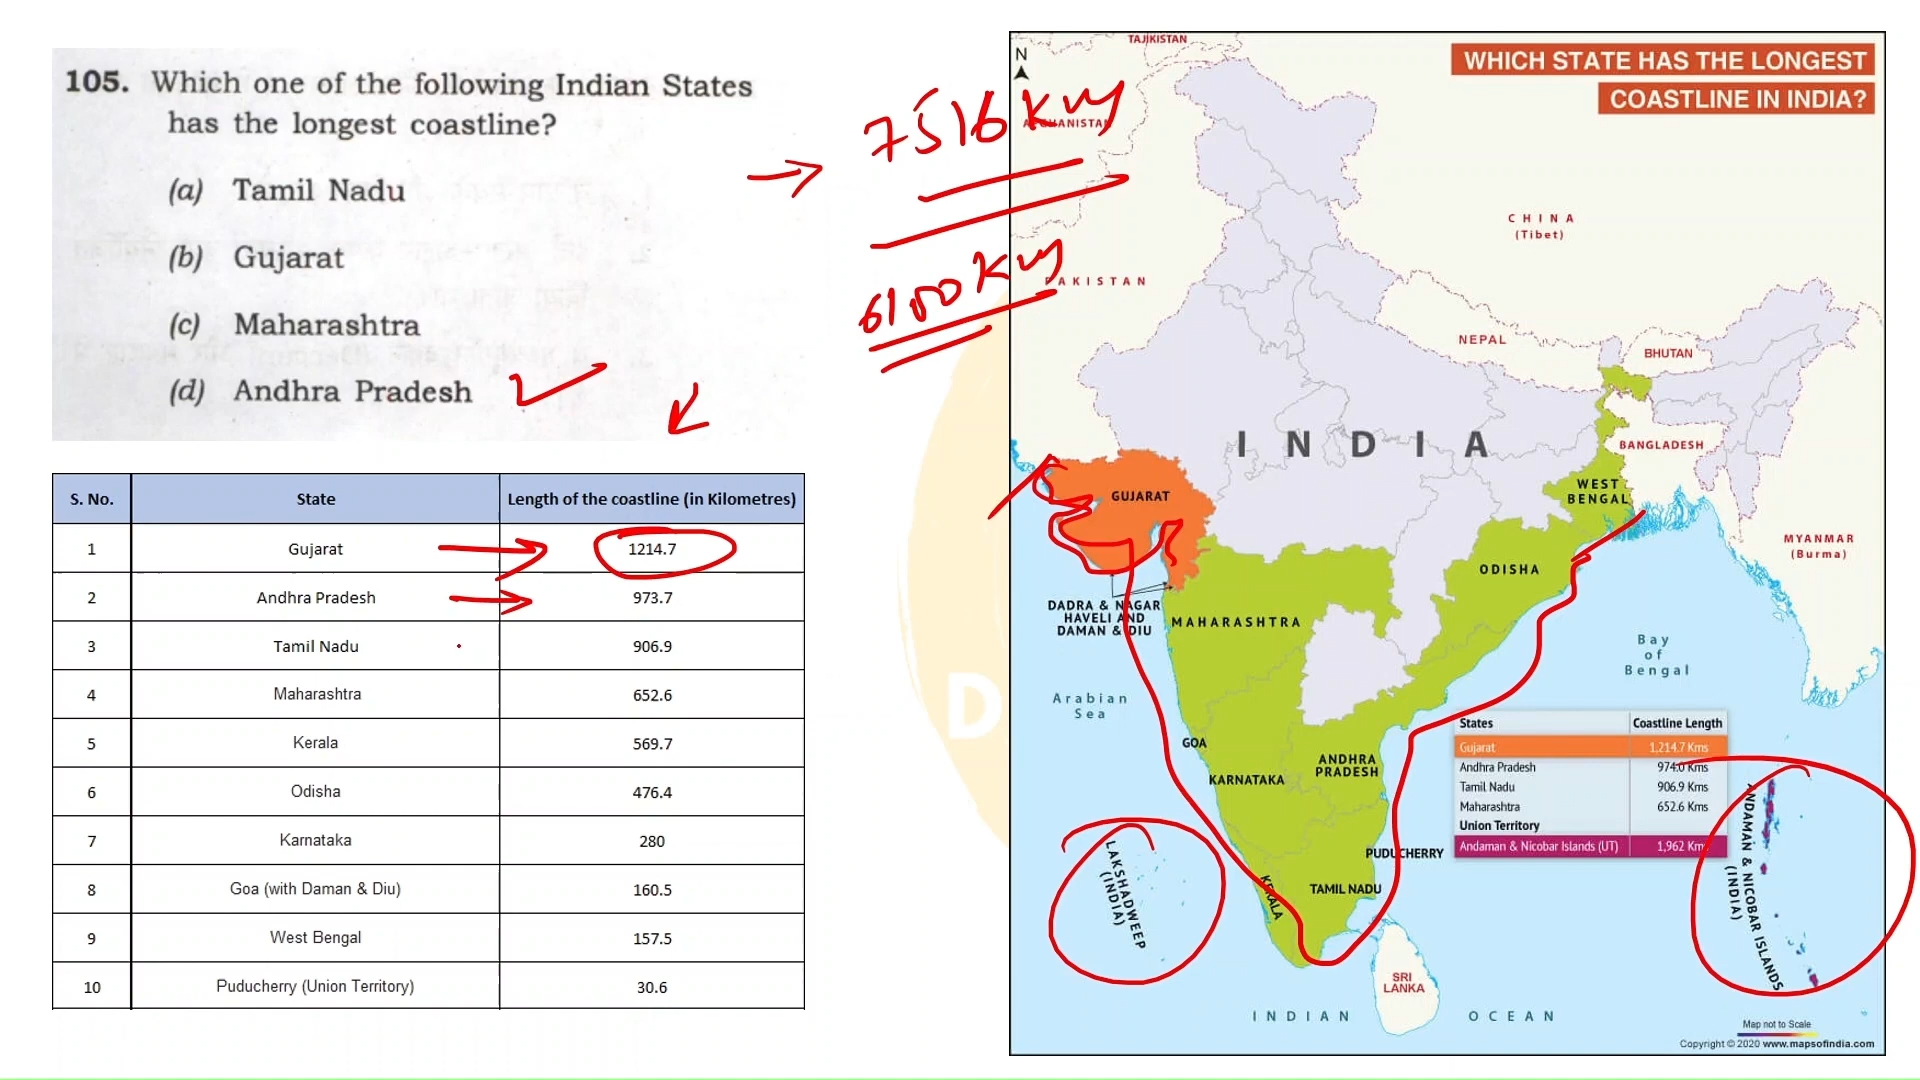 105. Which one of the following Indian States
has the longest coastline?
(a) Tamil Nadu
(b) Gujarat
(c) Maharashtra
(d) Andhra Pradesh
7516 Km
6100 Km
S. No. State Length of the coastline (in Kilometres)
1 Gujarat 1214.7
2 Andhra Pradesh 973.7
3 Tamil Nadu 906.9
4 Maharashtra 652.6
5 Kerala 569.7
6 Odisha 476.4
7 Karnataka 280
8 Goa (with Daman & Diu) 160.5
9 West Bengal 157.5
10 Puducherry (Union Territory) 30.6
D
WHICH STATE HAS THE LONGEST
COASTLINE IN INDIA?
N
TAJIKISTAN
AFGHANISTAN
CHINA
(Tibet)
PAKISTAN
NEPAL
BHUTAN
INDIA
BANGLADESH
GUJARAT
WEST
BENGAL
MYANMAR
(Burma)
ODISHA
DADRA & NAGAR
HAVELI AND
DAMAN & DIU
MAHARASHTRA
Bay
of
Bengal
Arabian
Sea
GOA
KARNATAKA
ANDHRA
PRADESH
PUDUCHERRY
TAMIL NADU
KERALA
LAKSHADWEEP
(INDIA)
ANDAMAN & NICOBAR ISLANDS
(INDIA)
SRI
LANKA
INDIAN OCEAN
States Coastline Length
Gujarat 1,214.7 Kms
Andhra Pradesh 974.0 Kms
Tamil Nadu 906.9 Kms
Maharashtra 652.6 Kms
Union Territory
Andaman & Nicobar Islands (UT) 1,962 Kms
Map not to Scale
Copyright © 2020 www.mapsofindia.com